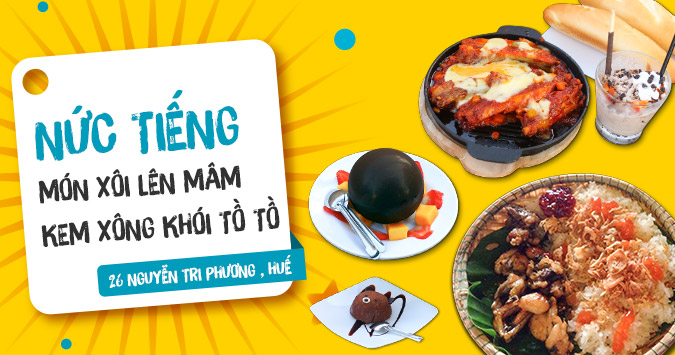 NỨC TIẾNG
MÓN XÔI LÊN MÂM
KEM XÔNG KHÓI TỒ TỒ
26 NGUYỄN TRI PHƯƠNG , HUẾ